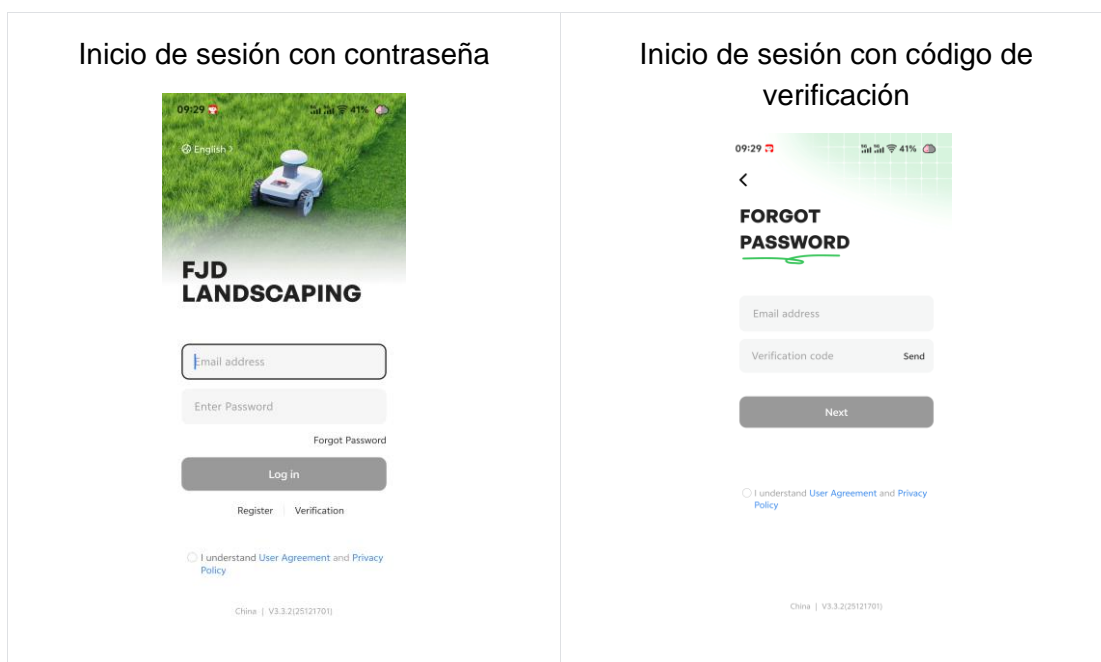 Inicio de sesión con contraseña
09:29
41%
English >
FJD
LANDSCAPING
Email address
Enter Password
Forgot Password
Log in
Register | Verification
I understand User Agreement and Privacy
Policy
China | V3.3.2(25121701)
Inicio de sesión con código de
verificación
09:29
41%
FORGOT
PASSWORD
Email address
Verification code Send
Next
I understand User Agreement and Privacy
Policy
China | V3.3.2(25121701)